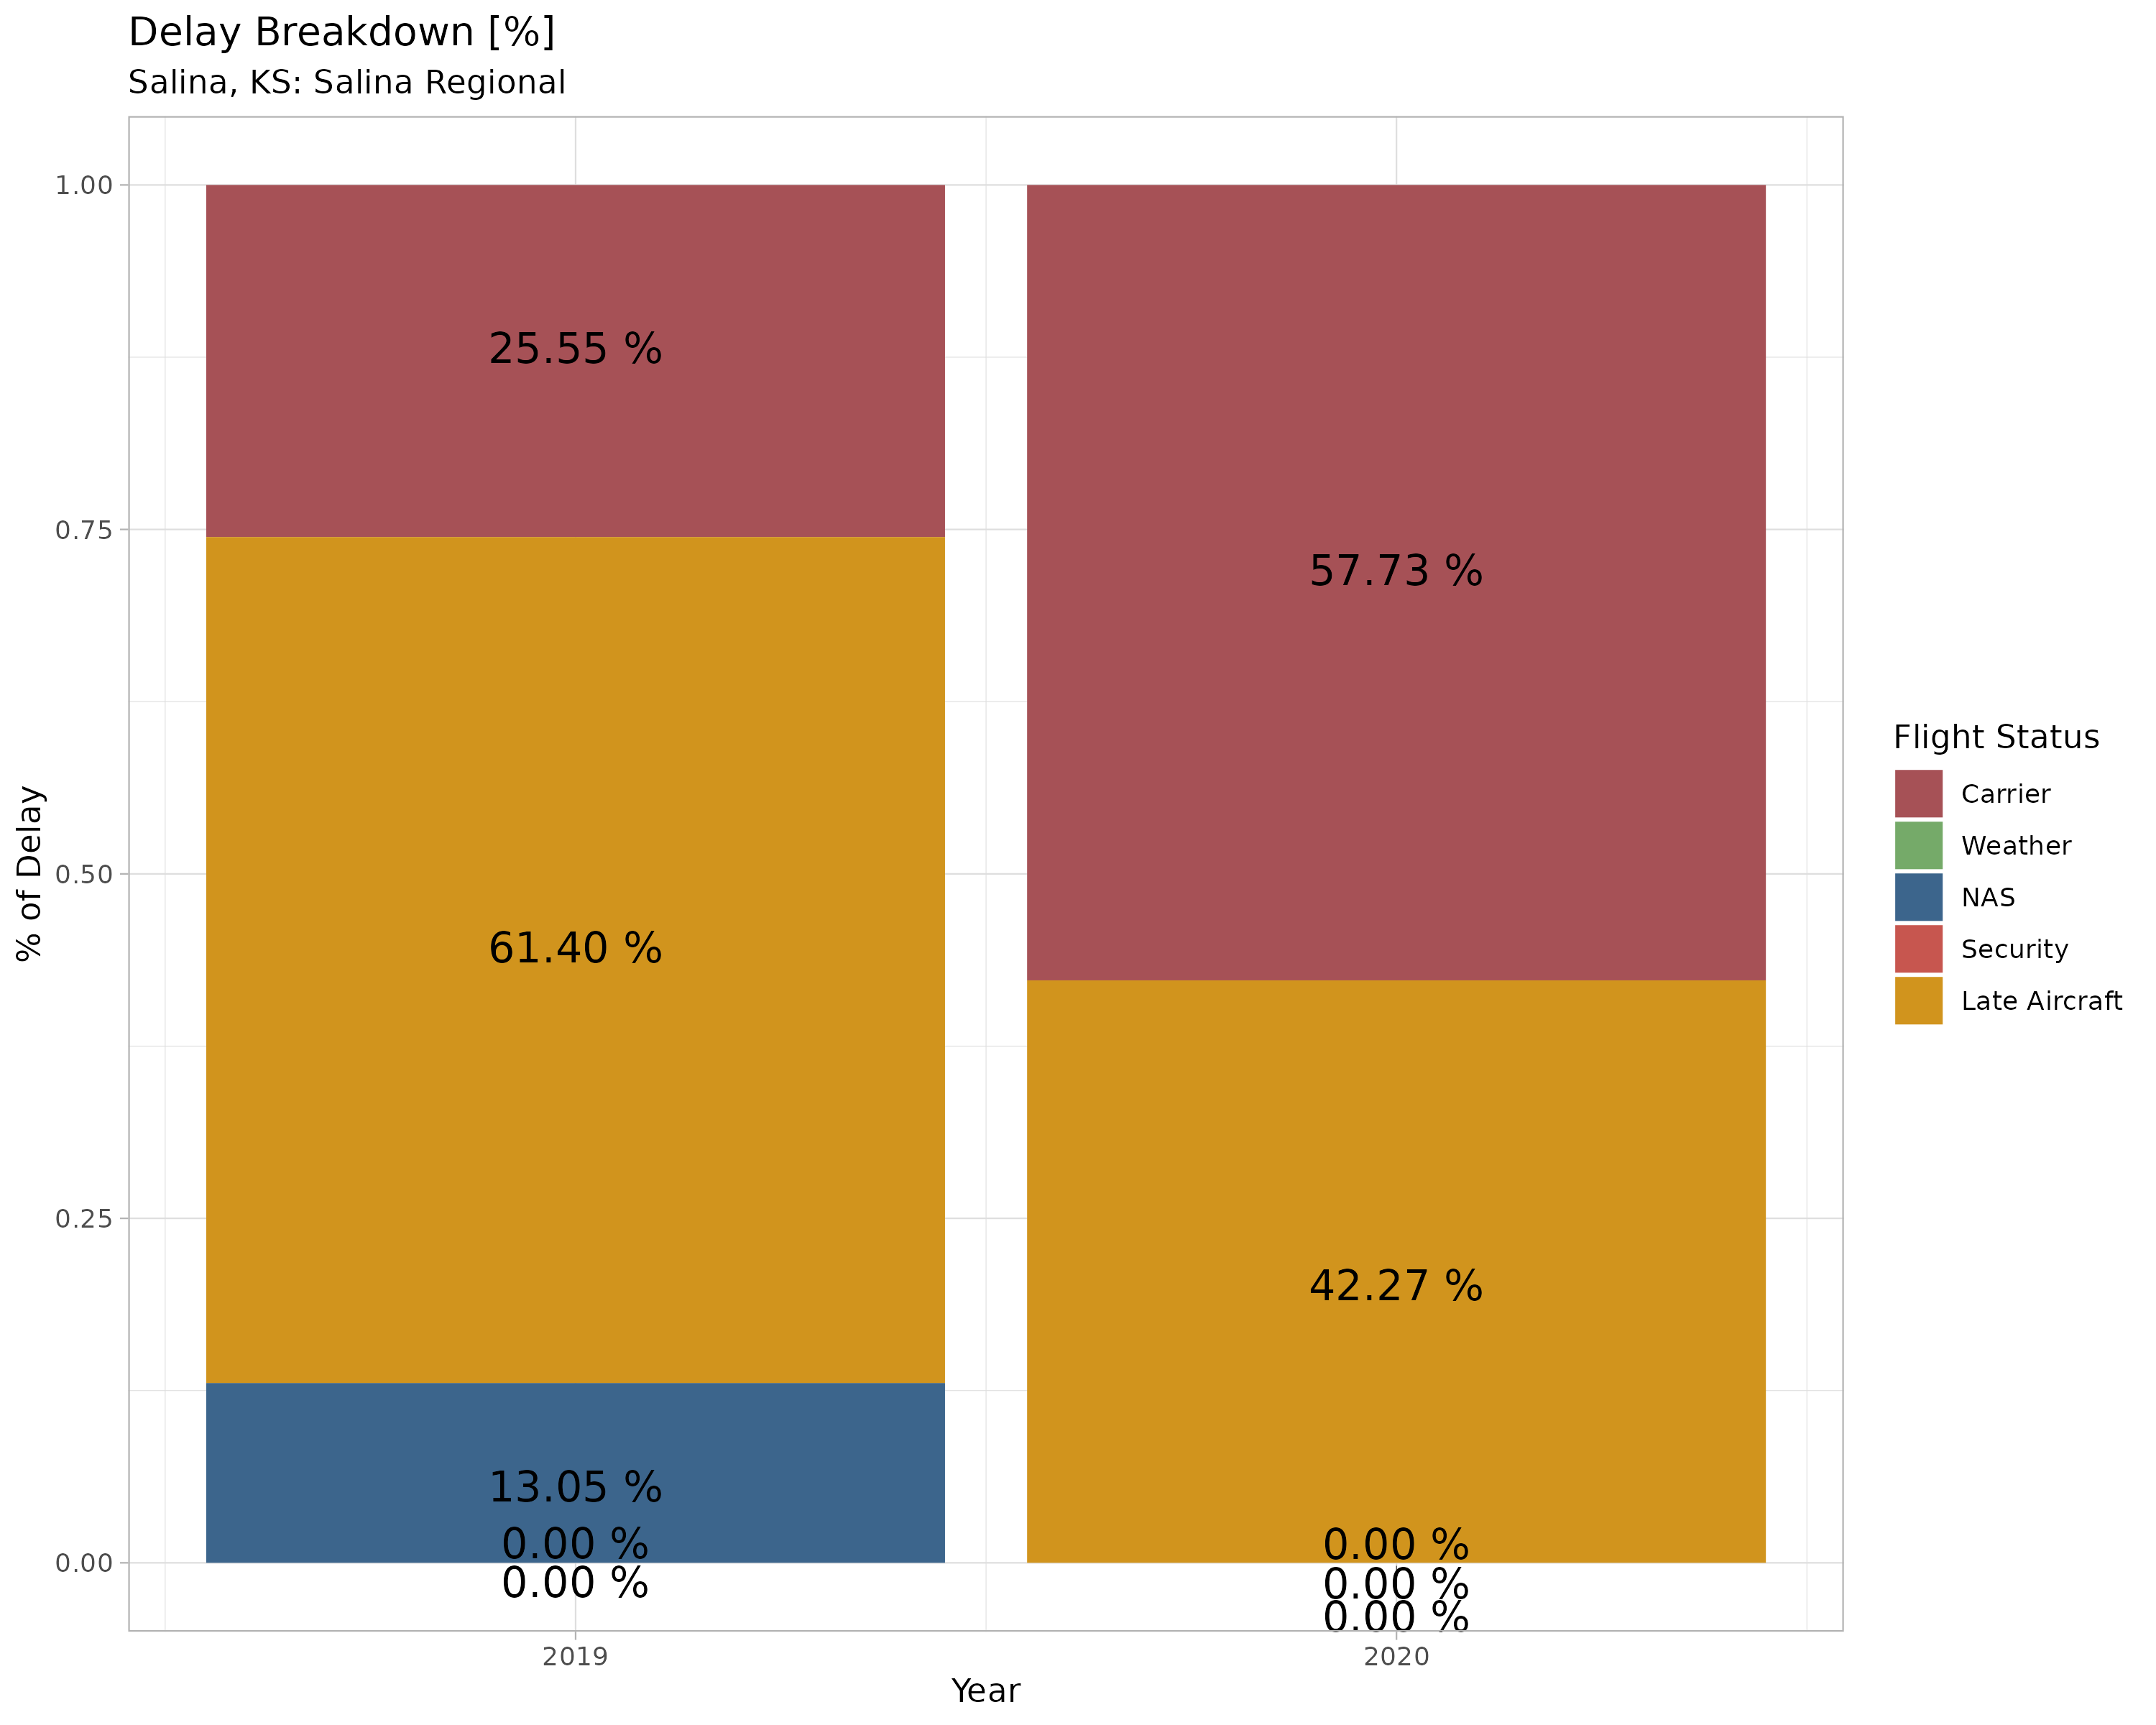 Delay Breakdown [%]
Salina, KS: Salina Regional
% of Delay
1.00
0.75
0.50
0.25
0.00
25.55 %
61.40 %
13.05 %
0.00 %
0.00 %
57.73 %
42.27 %
0.00 %
0.00 %
0.00 %
2019
2020
Year
Flight Status
Carrier
Weather
NAS
Security
Late Aircraft